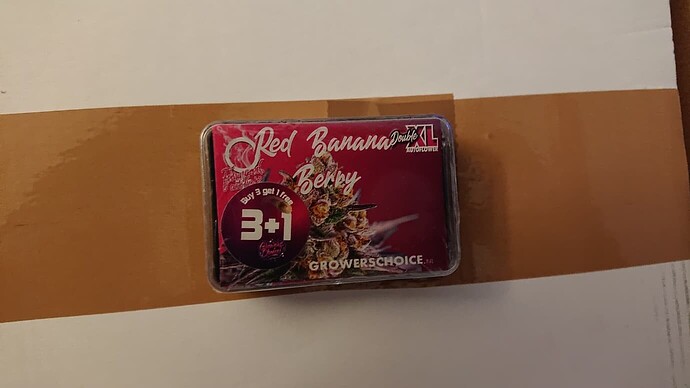 Red Banana
Berry
Double
XL
AUTOFLOWER
Buy 3 get 1 free
3+1
GROWERSCHOICE